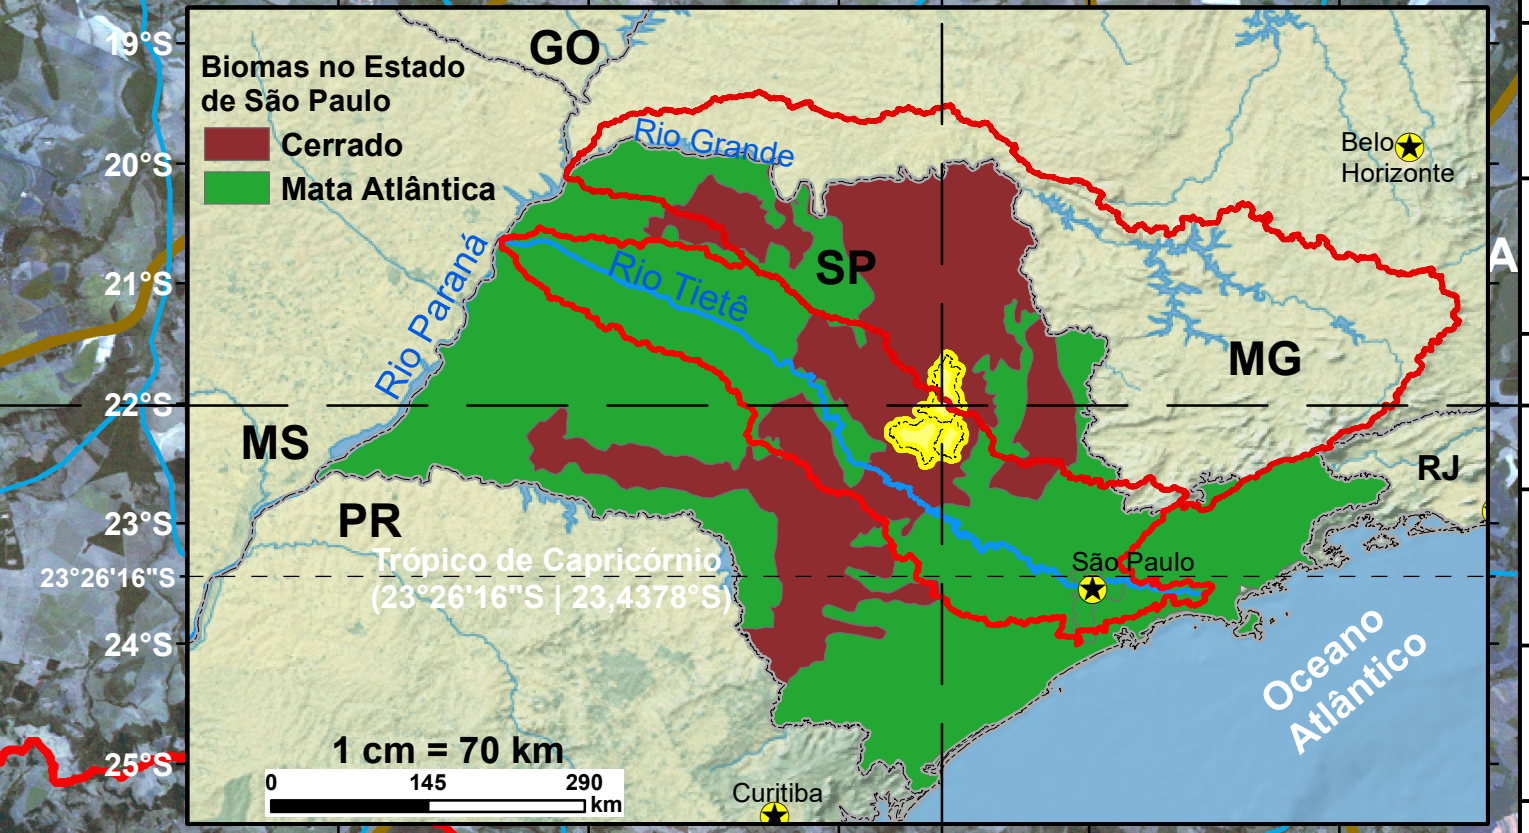 19°S
20°S
21°S
22°S
23°S
23°26'16"S
24°S
25°S
Biomas no Estado
de São Paulo
Cerrado
Mata Atlântica
GO
Rio Grande
Belo
Horizonte
SP
Rio Tietê
Rio Paraná
MG
MS
RJ
PR
Trópico de Capricórnio
(23°26'16"S | 23,4378°S)
São Paulo
Oceano
Atlântico
1 cm = 70 km
0 145 290
km
Curitiba
A